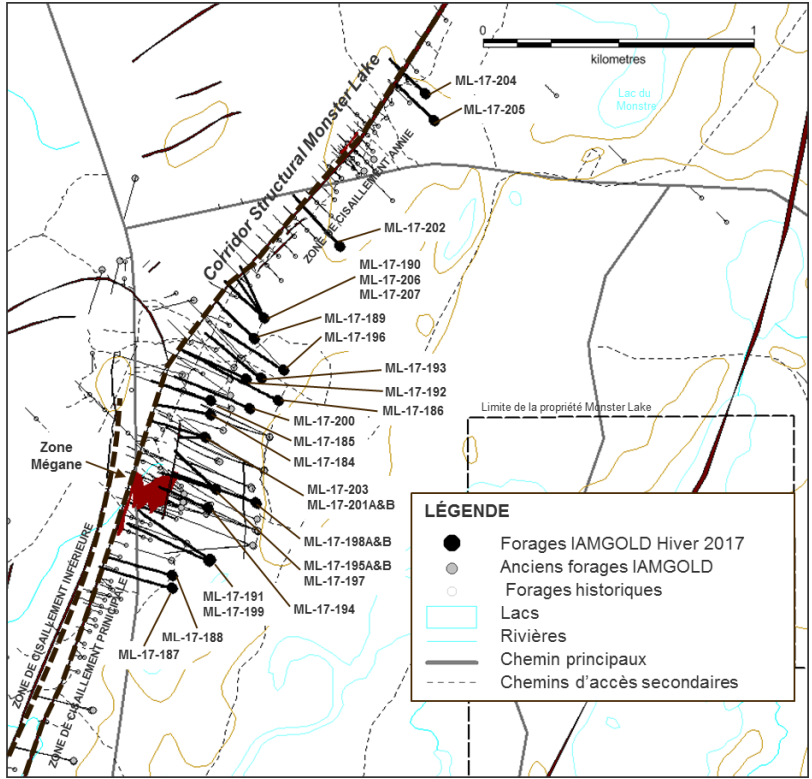 0
1
kilometres
Lac du
Monstre
ML-17-204
ML-17-205
Corridor Structural Monster Lake
ZONE DE CISAILLEMENT ANNIE
ML-17-202
ML-17-190
ML-17-206
ML-17-207
ML-17-189
ML-17-196
ML-17-193
ML-17-192
ML-17-186
ML-17-200
ML-17-185
ML-17-184
Limite de la propriété Monster Lake
Zone
Mégane
ML-17-203
ML-17-201A&B
ML-17-198A&B
ML-17-195A&B
ML-17-197
ML-17-194
ML-17-191
ML-17-199
ML-17-188
ML-17-187
ZONE DE CISAILLEMENT INFÉRIEURE
ZONE DE CISAILLEMENT PRINICIPALE
LÉGENDE
Forages IAMGOLD Hiver 2017
Anciens forages IAMGOLD
Forages historiques
Lacs
Rivières
Chemin principaux
Chemins d'accès secondaires